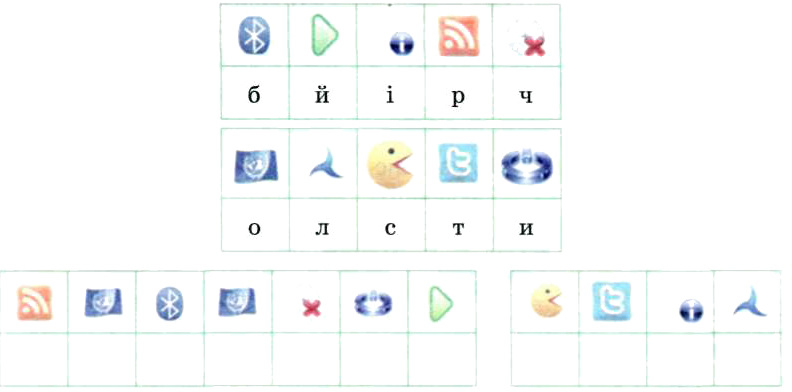 б й і р ч
о л с т и